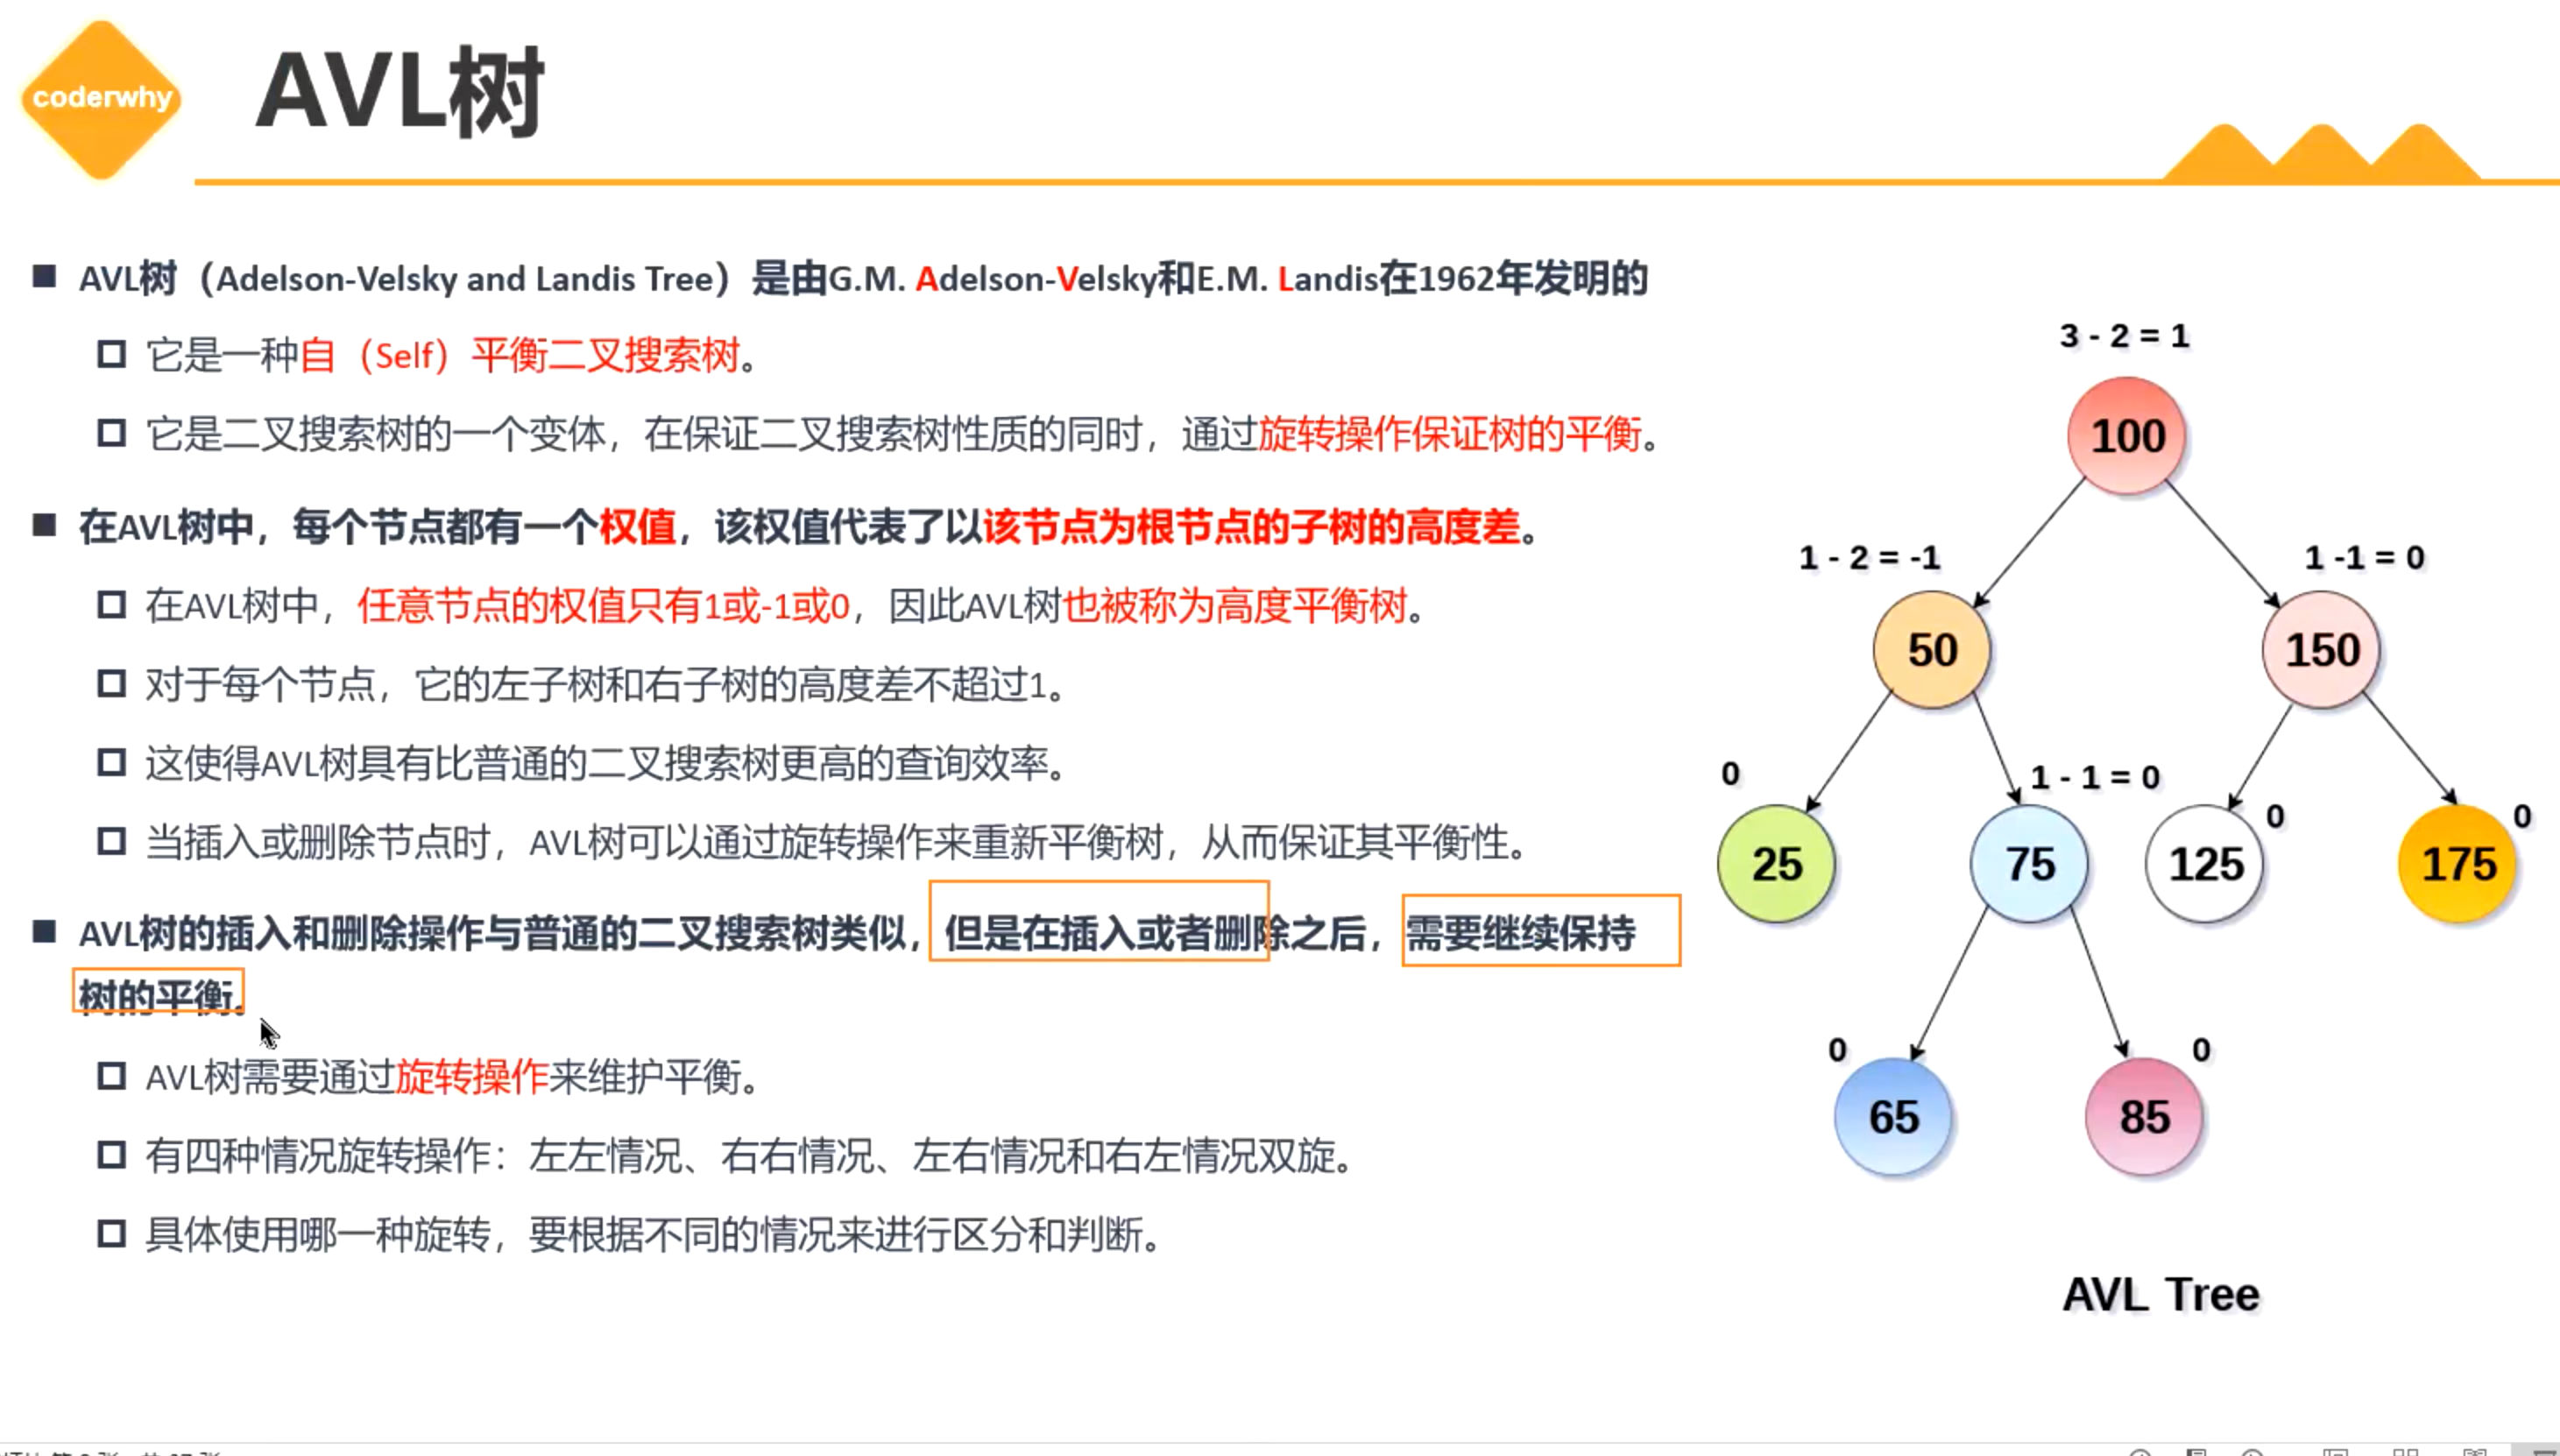 coderwhy
AVL树
AVL树（Adelson-Velsky and Landis Tree）是由G.M. Adelson-Velsky和E.M. Landis在1962年发明的
它是一种自（Self）平衡二叉搜索树。
它是二叉搜索树的一个变体，在保证二叉搜索树性质的同时，通过旋转操作保证树的平衡。
在AVL树中，每个节点都有一个权值，该权值代表了以该节点为根节点的子树的高度差。
在AVL树中，任意节点的权值只有1或-1或0，因此AVL树也被称为高度平衡树。
对于每个节点，它的左子树和右子树的高度差不超过1。
这使得AVL树具有比普通的二叉搜索树更高的查询效率。
当插入或删除节点时，AVL树可以通过旋转操作来重新平衡树，从而保证其平衡性。
AVL树的插入和删除操作与普通的二叉搜索树类似，但是在插入或者删除之后，需要继续保持
树的平衡。
AVL树需要通过旋转操作来维护平衡。
有四种情况旋转操作：左左情况、右右情况、左右情况和右左情况双旋。
具体使用哪一种旋转，要根据不同的情况来进行区分和判断。
3 - 2 = 1
100
1 - 2 = -1
1 -1 = 0
50
150
0
1 - 1 = 0
0
0
25
75
125
175
0
0
65
85
AVL Tree